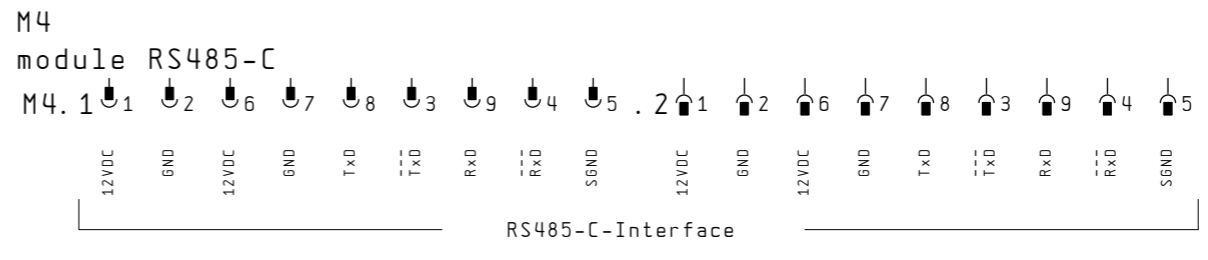 M4
module RS485-C
M4.1 1 2 6 7 8 3 9 4 5 .2 1 2 6 7 8 3 9 4 5
12VDC GND 12VDC GND TxD TxD RxD RxD SGND 12VDC GND 12VDC GND TxD TxD RxD RxD SGND
RS485-C-Interface